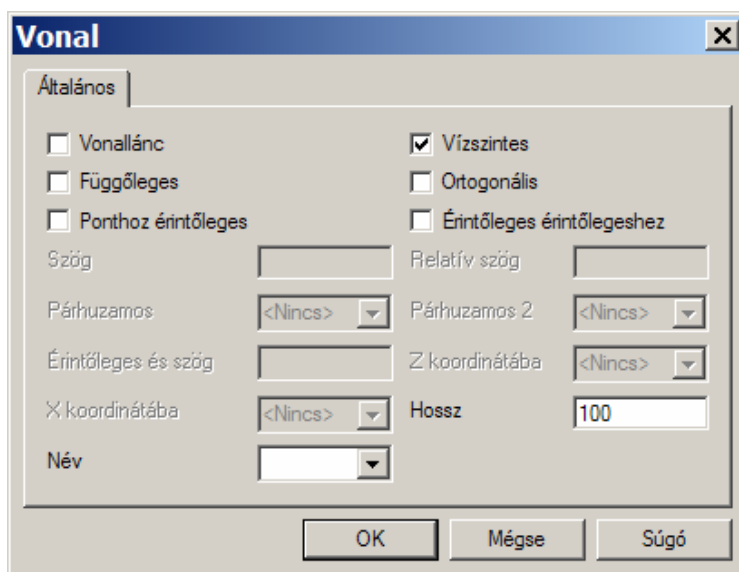 Vonal
Általános
Vonallánc Vízszintes
Függőleges Ortogonális
Ponthoz érintőleges Érintőleges érintőlegeshez
Szög Relatív szög
Párhuzamos <Nincs> Párhuzamos 2 <Nincs>
Érintőleges és szög Z koordinátába <Nincs>
X koordinátába <Nincs> Hossz 100
Név
OK Mégse Súgó